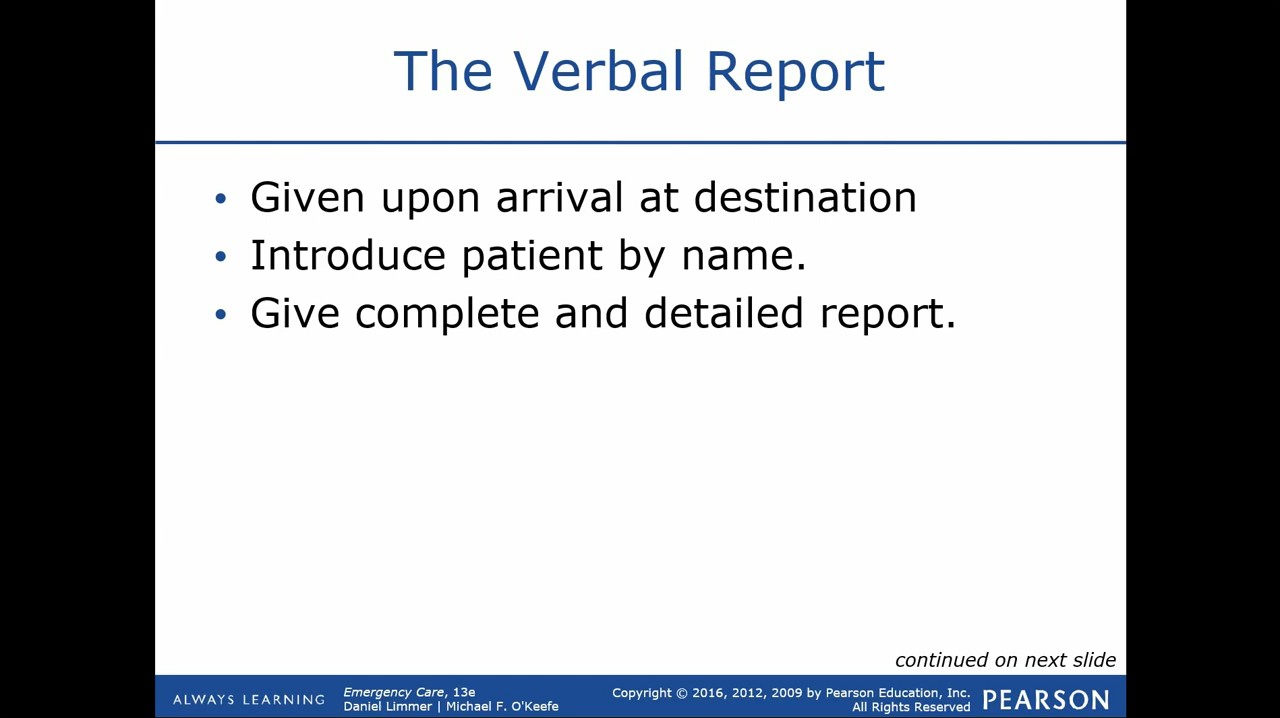 The Verbal Report
• Given upon arrival at destination
• Introduce patient by name.
• Give complete and detailed report.
continued on next slide
ALWAYS LEARNING
Emergency Care, 13e
Daniel Limmer | Michael F. O'Keefe
Copyright © 2016, 2012, 2009 by Pearson Education, Inc.
All Rights Reserved
PEARSON